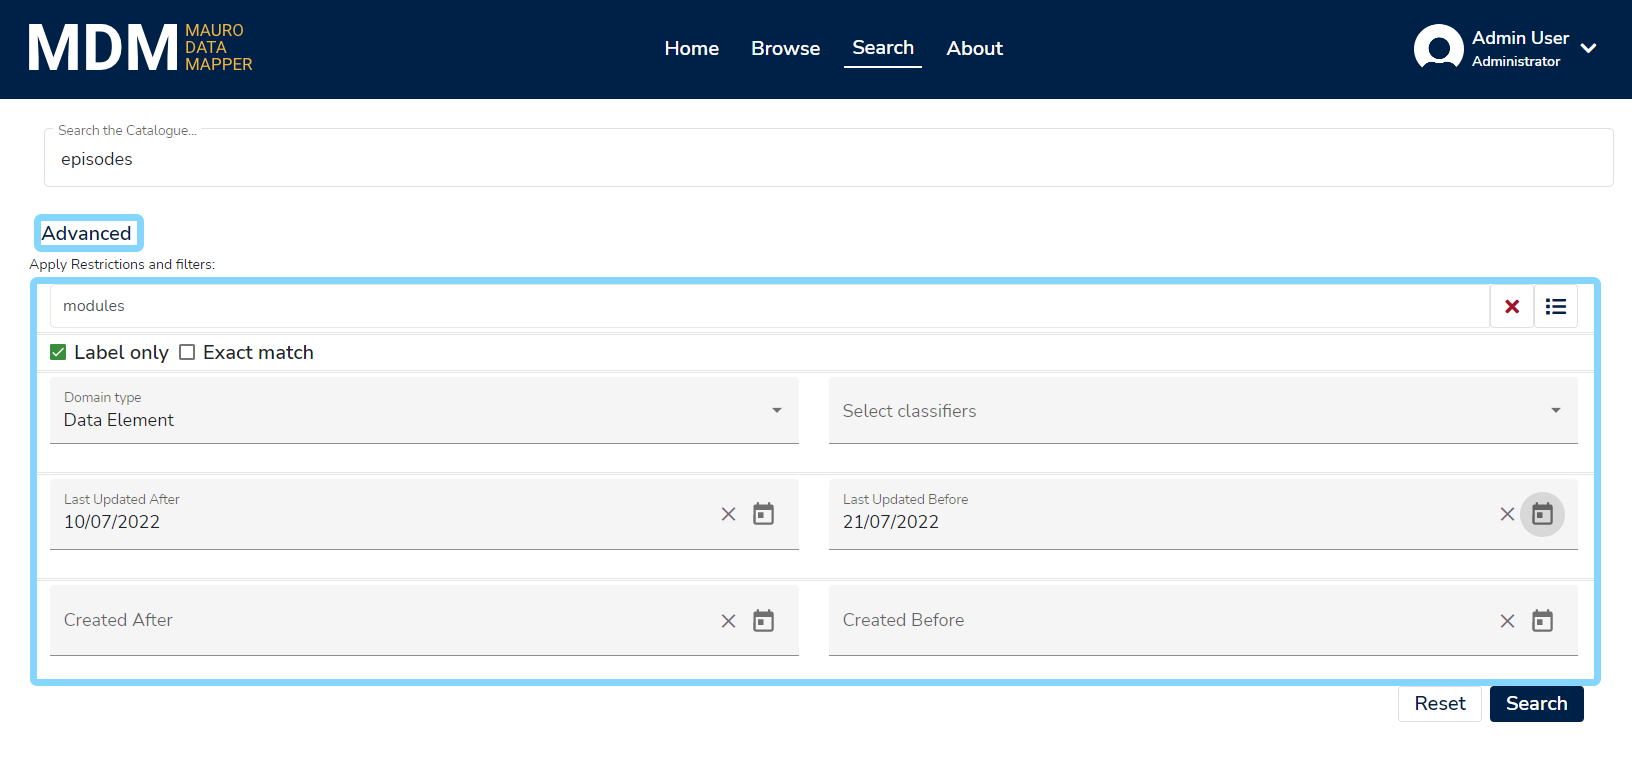 MDM MAURO
DATA
MAPPER
Home Browse Search About
Admin User
Administrator
Search the Catalogue...
episodes
Advanced
Apply Restrictions and filters:
modules
Label only Exact match
Domain type
Data Element
Select classifiers
Last Updated After
10/07/2022
Last Updated Before
21/07/2022
Created After
Created Before
Reset Search